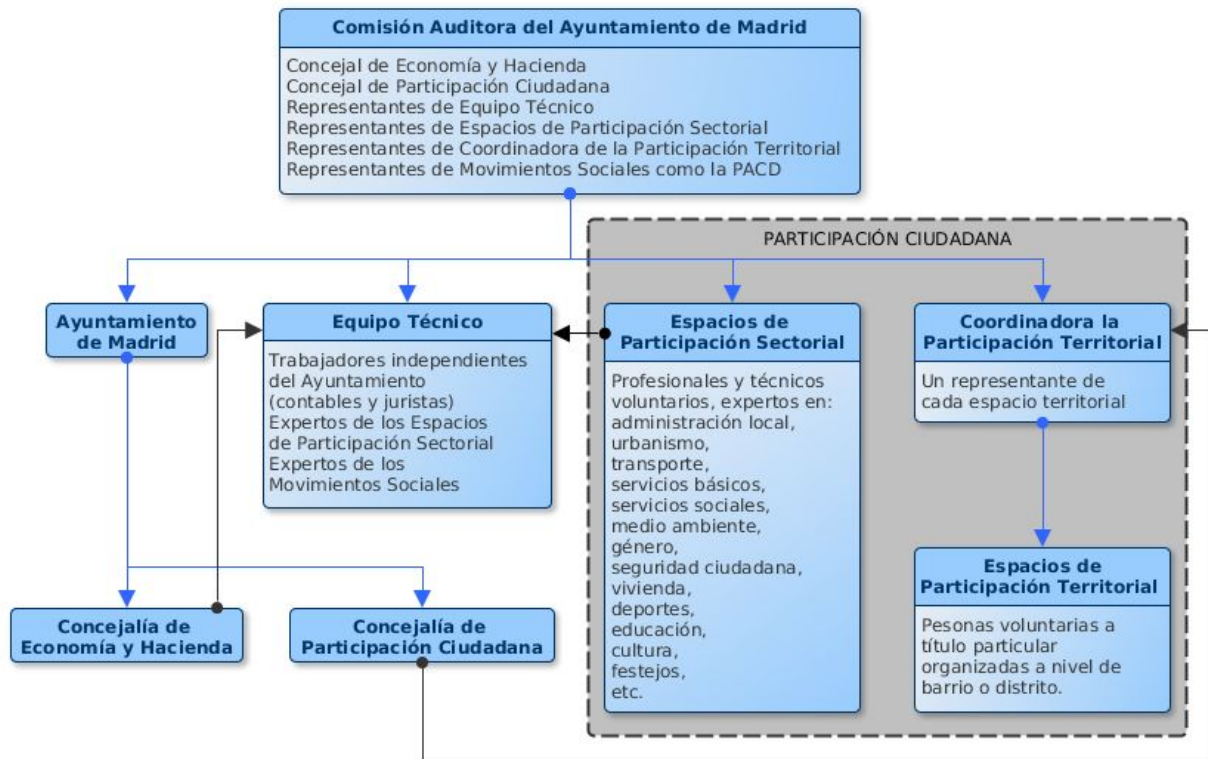 Comisión Auditora del Ayuntamiento de Madrid
Concejal de Economía y Hacienda
Concejal de Participación Ciudadana
Representantes de Equipo Técnico
Representantes de Espacios de Participación Sectorial
Representantes de Coordinadora de la Participación Territorial
Representantes de Movimientos Sociales como la PACD
PARTICIPACIÓN CIUDADANA
Ayuntamiento
de Madrid
Equipo Técnico
Trabajadores independientes
del Ayuntamiento
(contables y juristas)
Expertos de los Espacios
de Participación Sectorial
Expertos de los
Movimientos Sociales
Espacios de
Participación Sectorial
Profesionales y técnicos
voluntarios, expertos en:
administración local,
urbanismo,
transporte,
servicios básicos,
servicios sociales,
medio ambiente,
género,
seguridad ciudadana,
vivienda,
deportes,
educación,
cultura,
festejos,
etc.
Coordinadora la
Participación Territorial
Un representante de
cada espacio territorial
Espacios de
Participación Territorial
Pesonas voluntarias a
título particular
organizadas a nivel de
barrio o distrito.
Concejalía de
Economía y Hacienda
Concejalía de
Participación Ciudadana